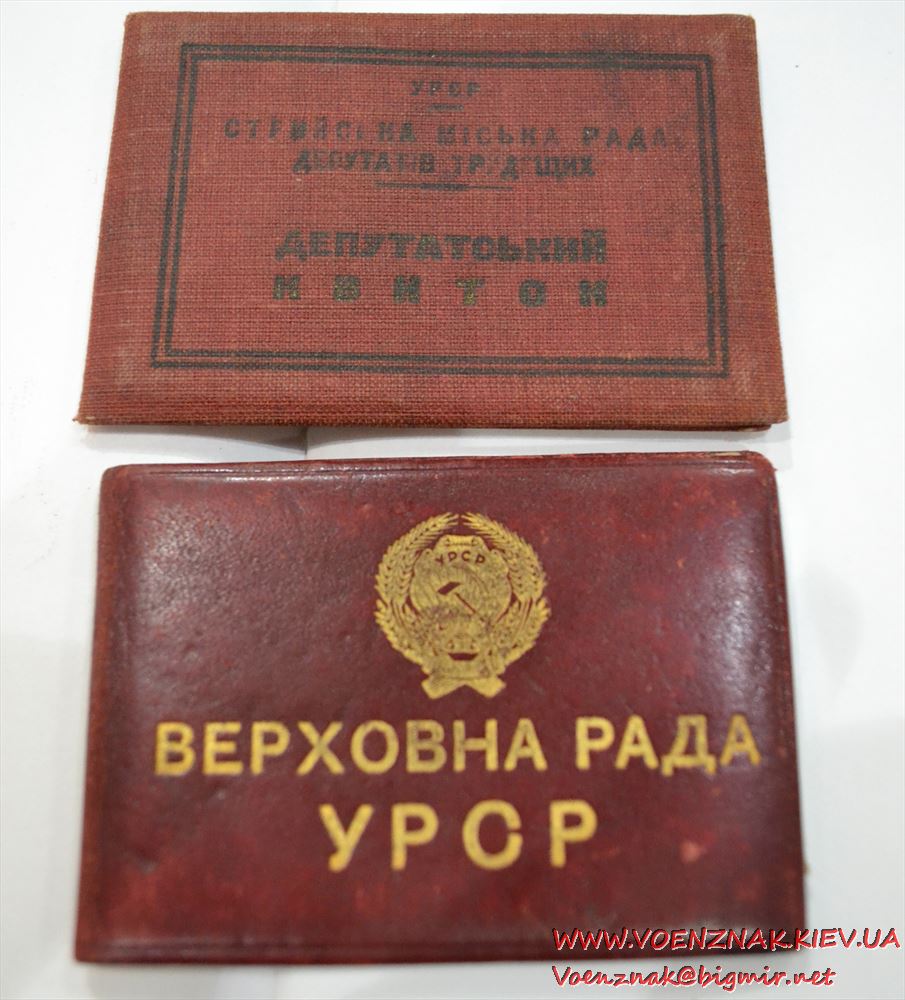 УРСР
СТРИЙСЬКА МІСЬКА РАДА
ДЕПУТАТІВ ТРУДЯЩИХ
ДЕПУТАТСЬКИЙ
КВИТОК
УРСР
ВЕРХОВНА РАДА
УРСР
WWW.VOENZNAK.KIEV.UA
Voenznak@bigmir.net